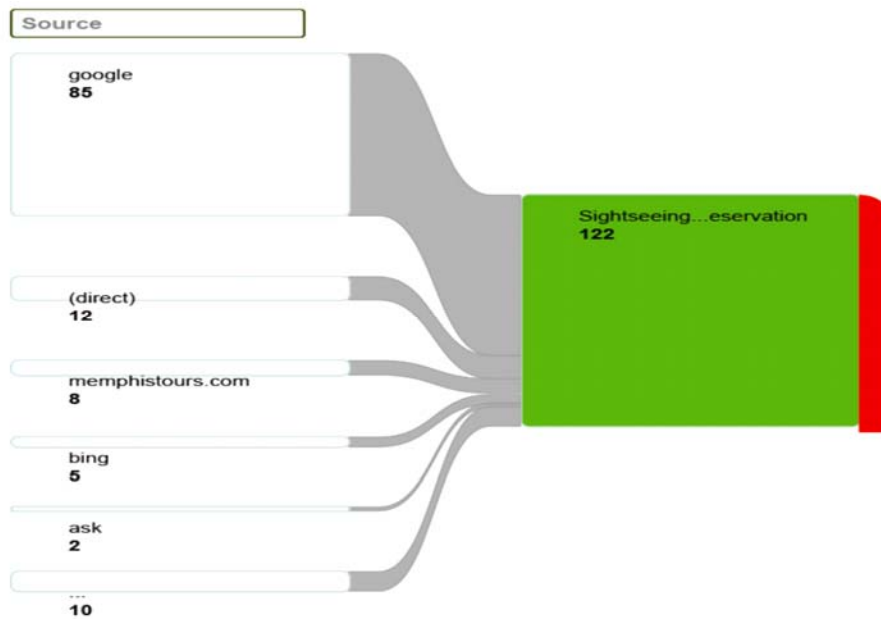 Source
google
85
Sightseeing...eservation
122
(direct)
12
memphistours.com
8
bing
5
ask
2
...
10